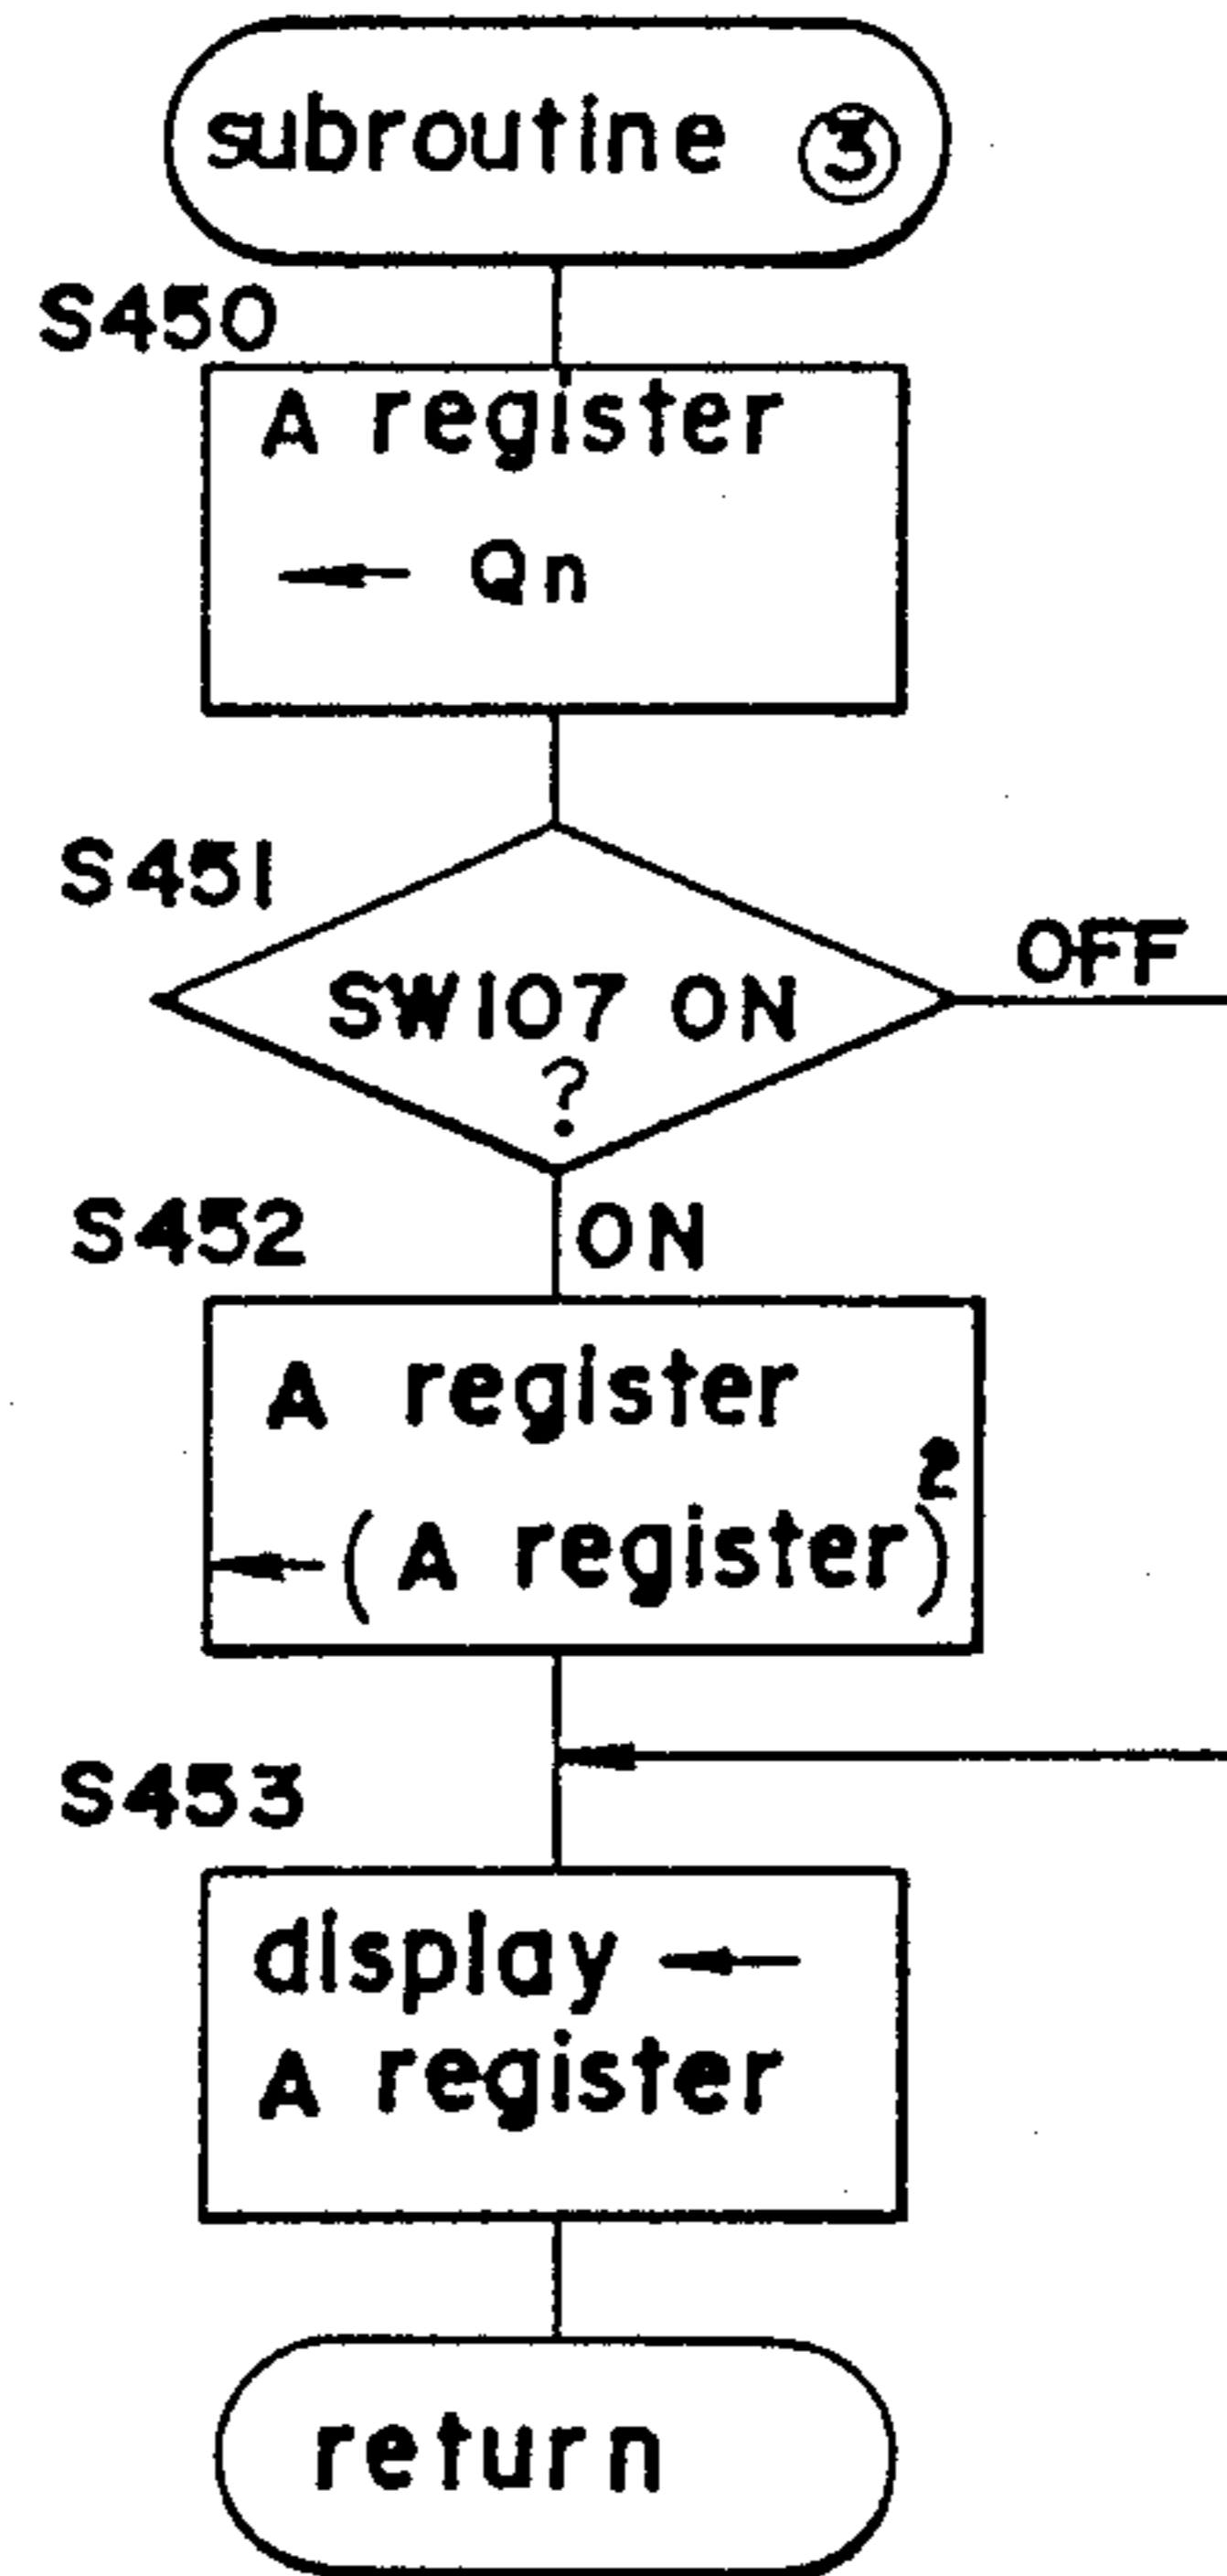 subroutine ③
S450
A register
← Qn
S451
SW107 ON
?
OFF
S452
ON
A register
← (A register)²
S453
display ←
A register
return